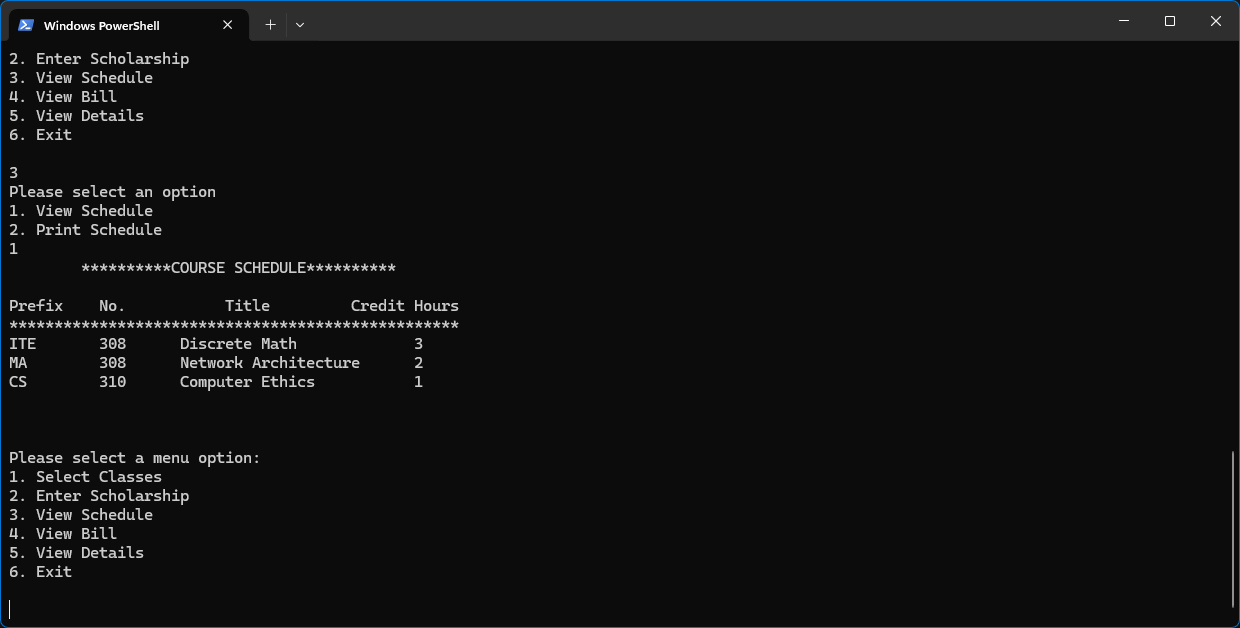 Windows PowerShell
2. Enter Scholarship
3. View Schedule
4. View Bill
5. View Details
6. Exit
3
Please select an option
1. View Schedule
2. Print Schedule
1
**********COURSE SCHEDULE**********
Prefix    No.           Title         Credit Hours
**************************************************
ITE       308      Discrete Math             3
MA        308      Network Architecture      2
CS        310      Computer Ethics           1
Please select a menu option:
1. Select Classes
2. Enter Scholarship
3. View Schedule
4. View Bill
5. View Details
6. Exit